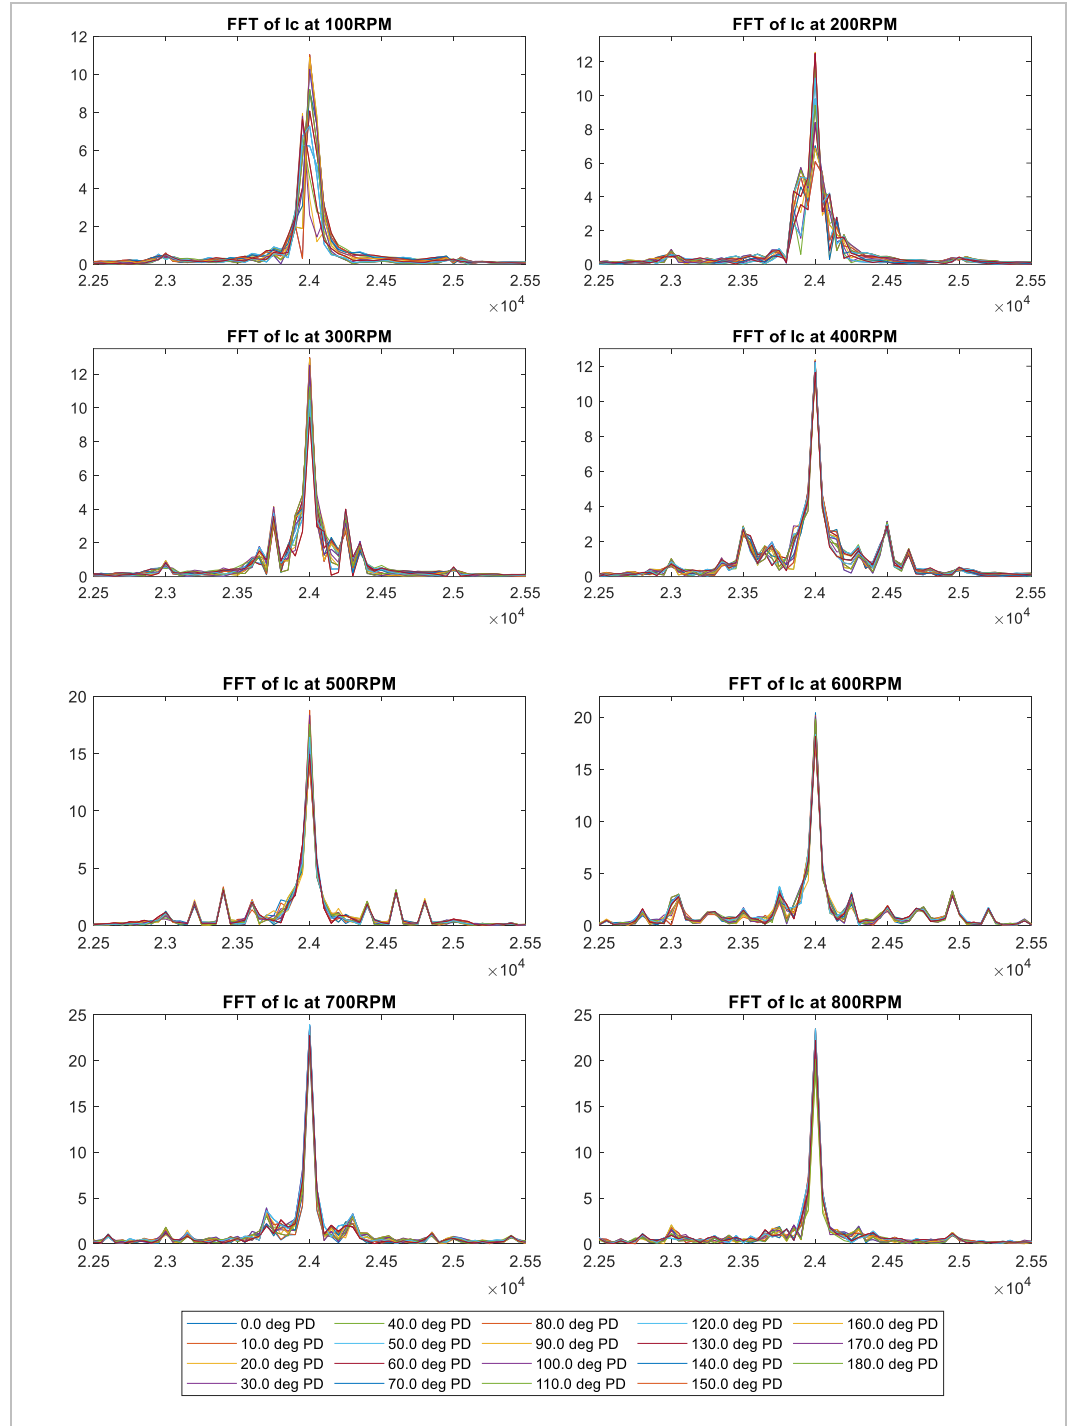 FFT of Ic at 100RPM
12
10
8
6
4
2
0
2.25 2.3 2.35 2.4 2.45 2.5 2.55
×10^4
FFT of Ic at 200RPM
12
10
8
6
4
2
0
2.25 2.3 2.35 2.4 2.45 2.5 2.55
×10^4
FFT of Ic at 300RPM
12
10
8
6
4
2
0
2.25 2.3 2.35 2.4 2.45 2.5 2.55
×10^4
FFT of Ic at 400RPM
12
10
8
6
4
2
0
2.25 2.3 2.35 2.4 2.45 2.5 2.55
×10^4
FFT of Ic at 500RPM
20
15
10
5
0
2.25 2.3 2.35 2.4 2.45 2.5 2.55
×10^4
FFT of Ic at 600RPM
20
15
10
5
0
2.25 2.3 2.35 2.4 2.45 2.5 2.55
×10^4
FFT of Ic at 700RPM
25
20
15
10
5
0
2.25 2.3 2.35 2.4 2.45 2.5 2.55
×10^4
FFT of Ic at 800RPM
25
20
15
10
5
0
2.25 2.3 2.35 2.4 2.45 2.5 2.55
×10^4
0.0 deg PD 40.0 deg PD 80.0 deg PD 120.0 deg PD 160.0 deg PD
10.0 deg PD 50.0 deg PD 90.0 deg PD 130.0 deg PD 170.0 deg PD
20.0 deg PD 60.0 deg PD 100.0 deg PD 140.0 deg PD 180.0 deg PD
30.0 deg PD 70.0 deg PD 110.0 deg PD 150.0 deg PD